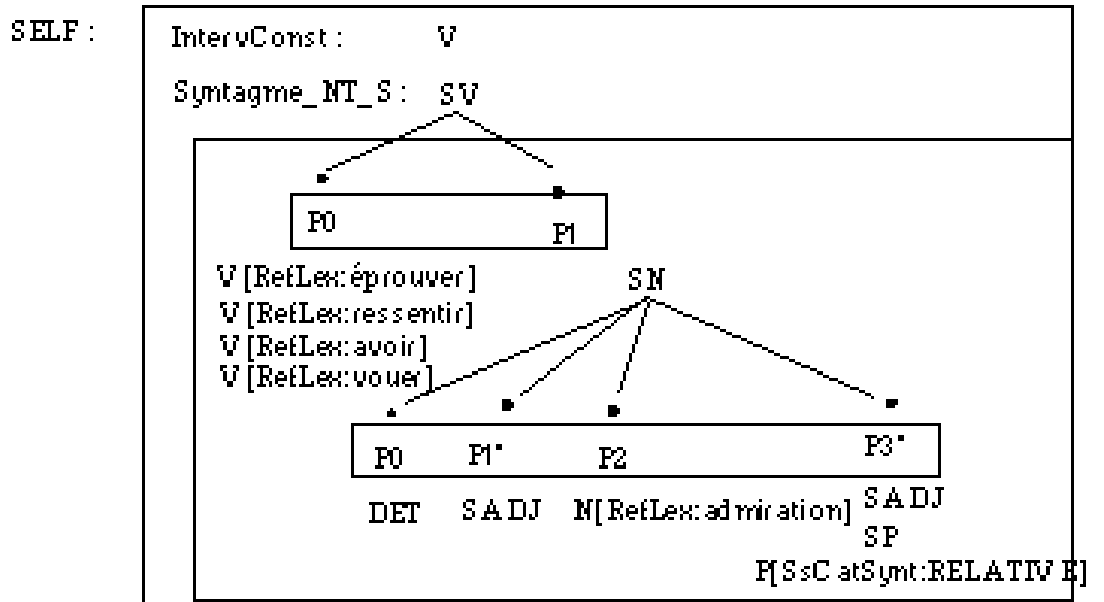 SELF :
IntervConst : V
Syntagme_NT_S : SV
P0 P1
V [RefLex:éprouver] SN
V [RefLex:ressentir]
V [RefLex:avoir]
V [RefLex:vouer]
P0 P1* P2 P3*
DET SADJ N[RefLex:admiration] SADJ
SP
P[SsCatSynt:RELATIVE]